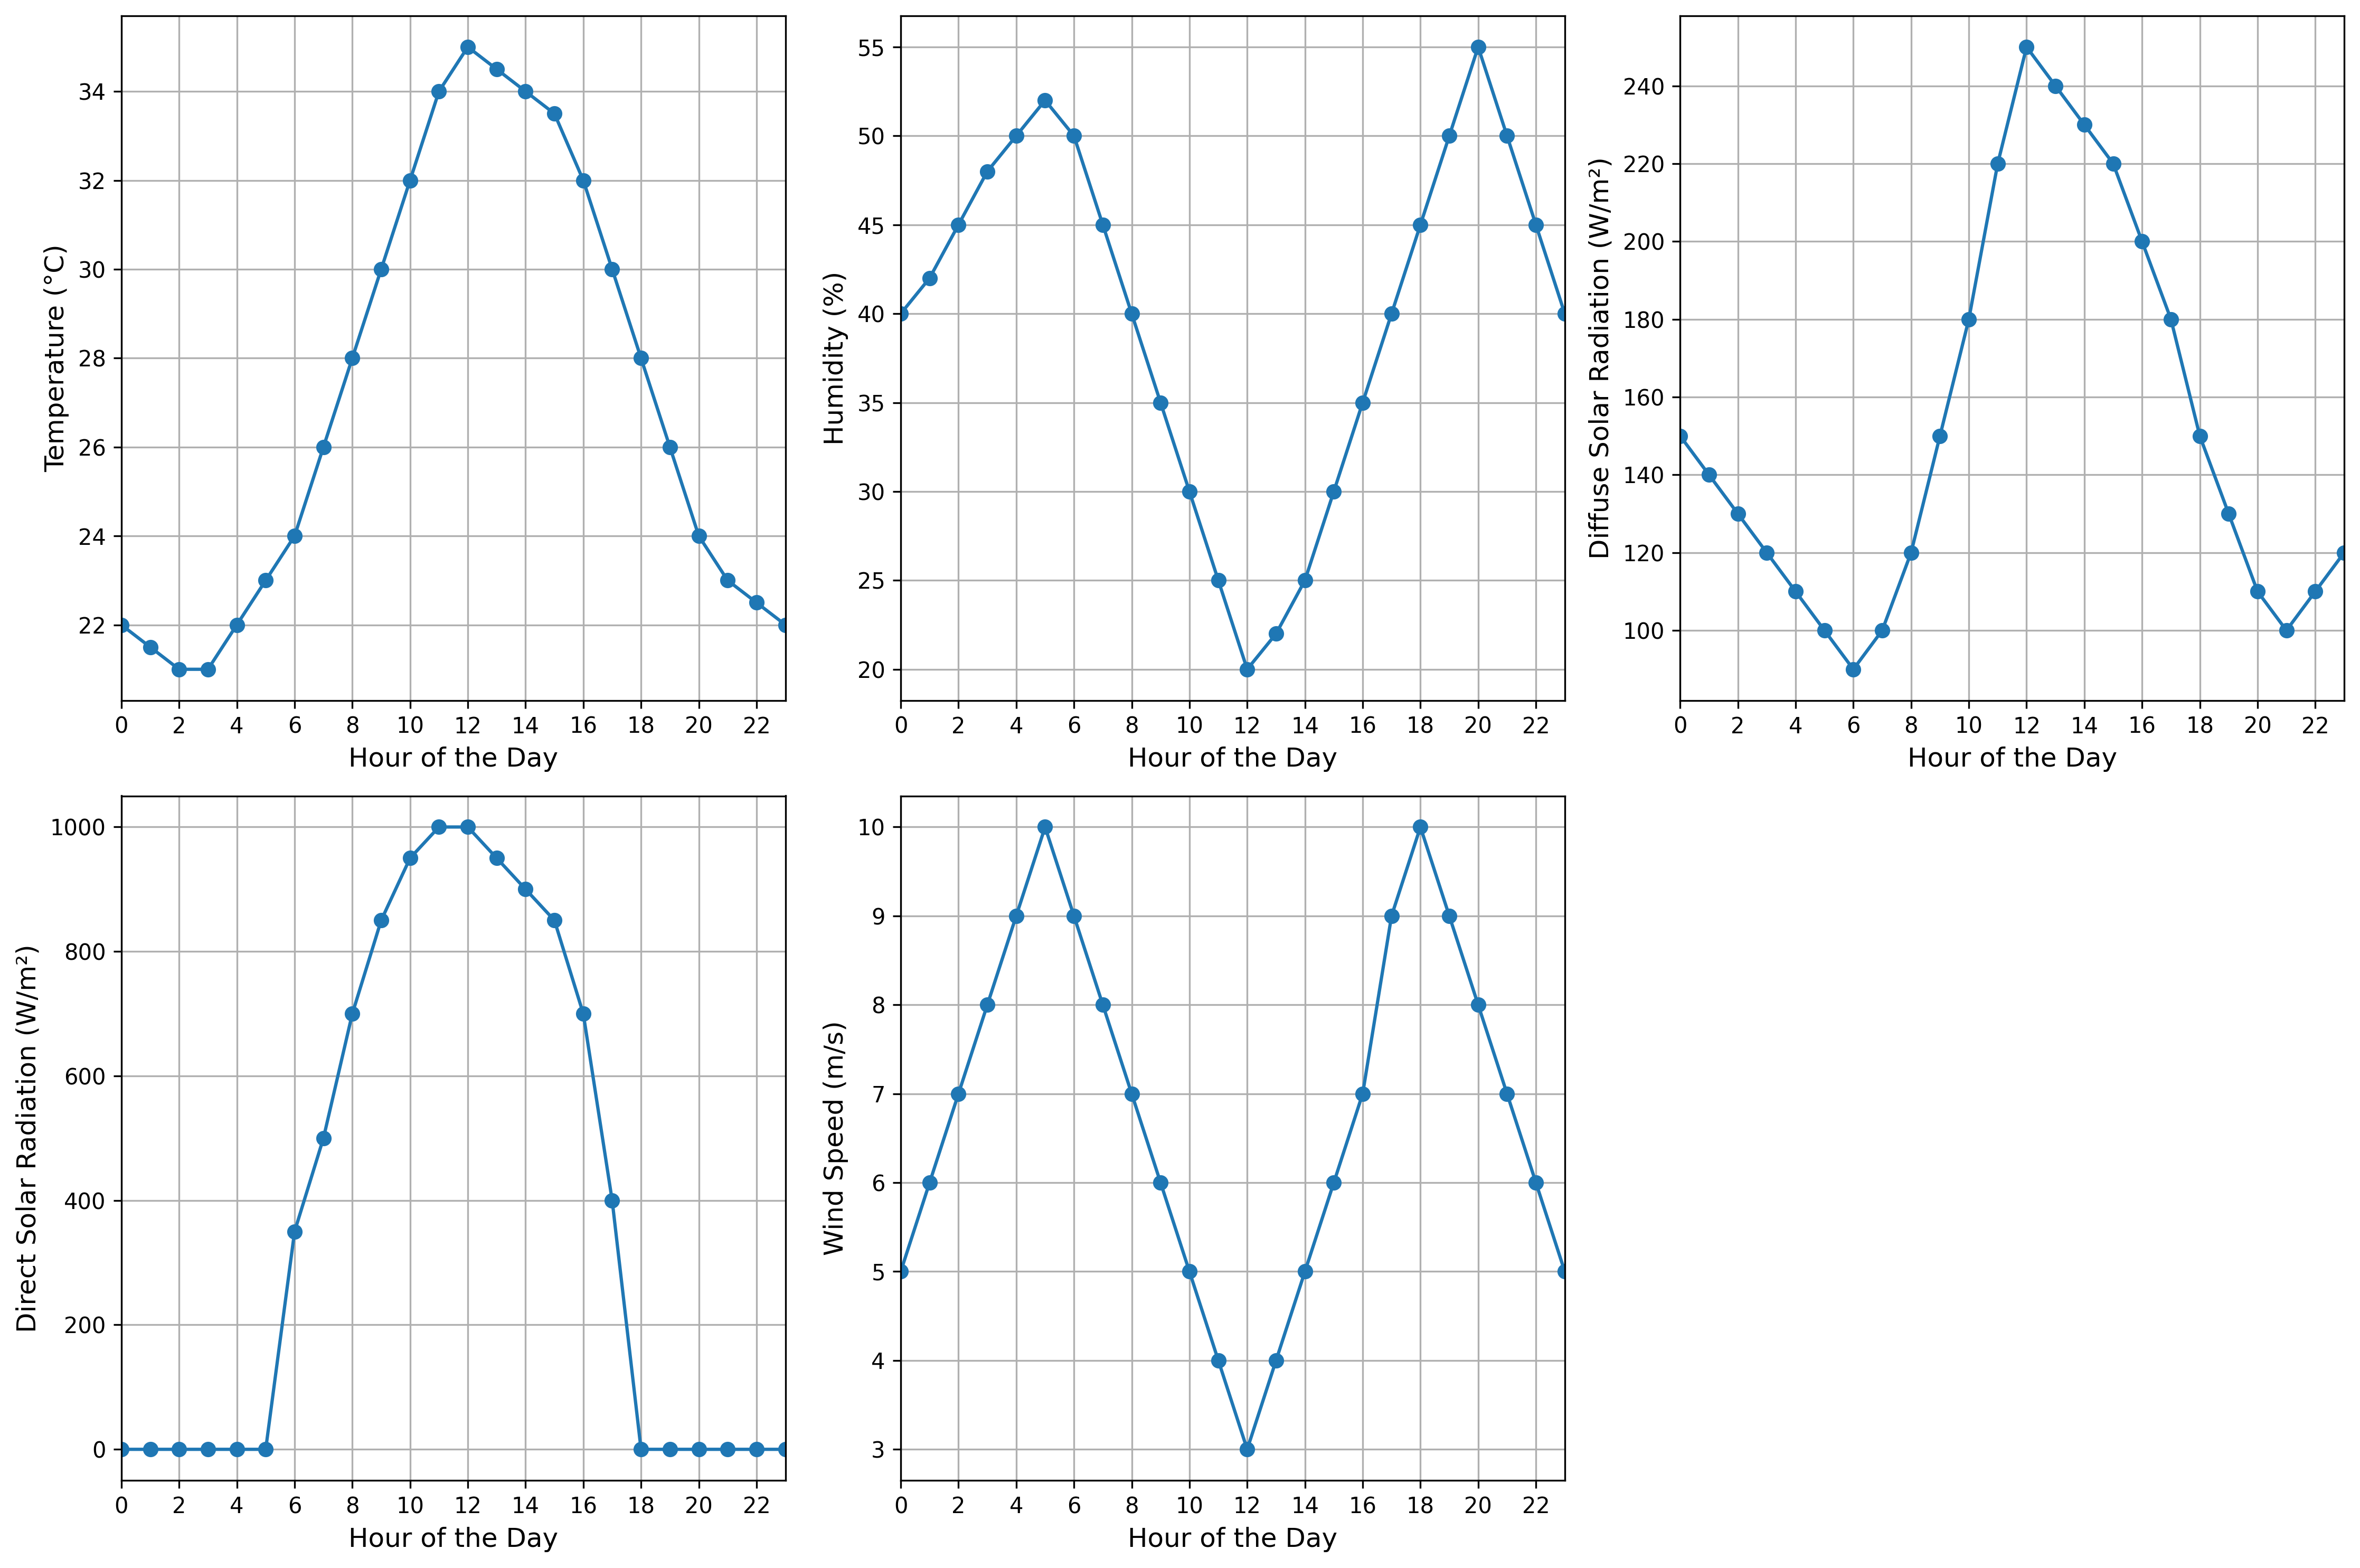 Temperature (°C)
34
32
30
28
26
24
22
0 2 4 6 8 10 12 14 16 18 20 22
Hour of the Day
Humidity (%)
55
50
45
40
35
30
25
20
0 2 4 6 8 10 12 14 16 18 20 22
Hour of the Day
Diffuse Solar Radiation (W/m²)
240
220
200
180
160
140
120
100
0 2 4 6 8 10 12 14 16 18 20 22
Hour of the Day
Direct Solar Radiation (W/m²)
1000
800
600
400
200
0
0 2 4 6 8 10 12 14 16 18 20 22
Hour of the Day
Wind Speed (m/s)
10
9
8
7
6
5
4
3
0 2 4 6 8 10 12 14 16 18 20 22
Hour of the Day